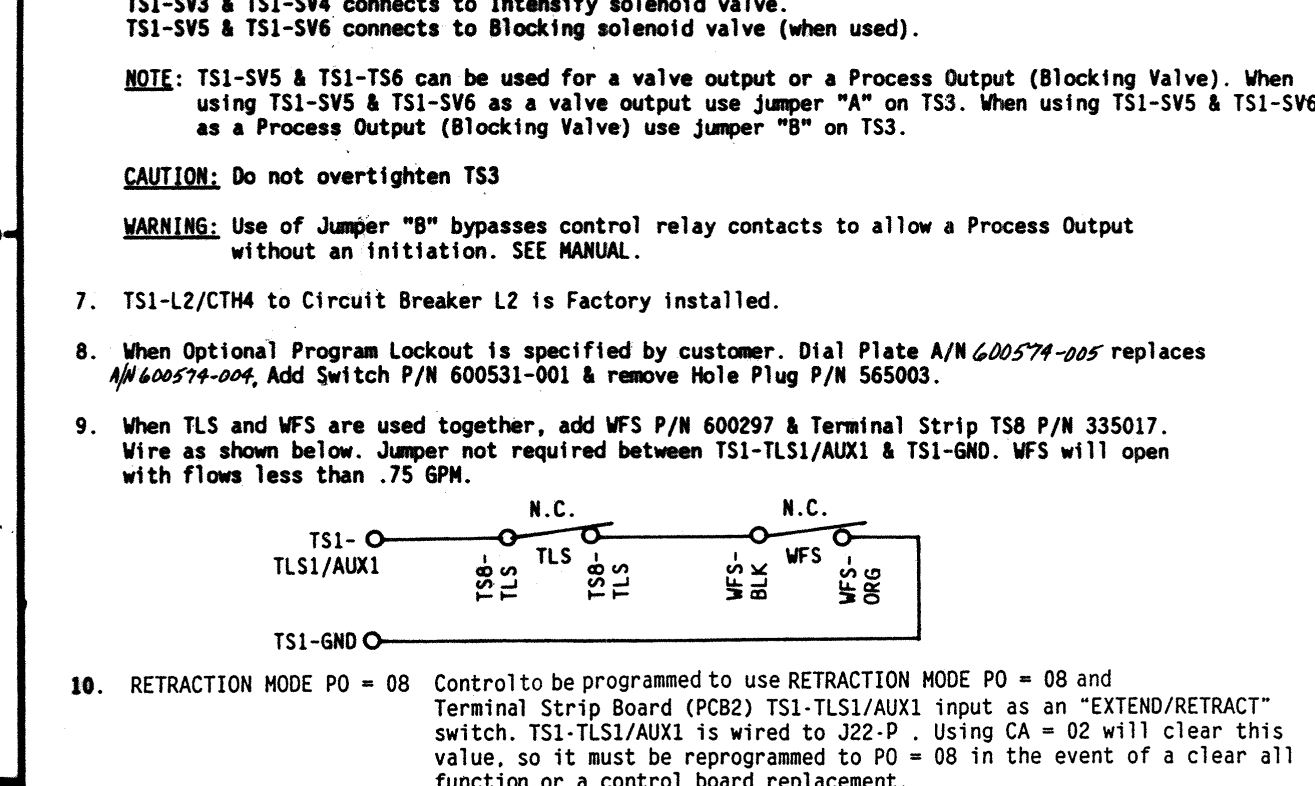 TS1-SV3 & TS1-SV4 connects to Intensify solenoid valve.
TS1-SV5 & TS1-SV6 connects to Blocking solenoid valve (when used).
NOTE: TS1-SV5 & TS1-TS6 can be used for a valve output or a Process Output (Blocking Valve). When
using TS1-SV5 & TS1-SV6 as a valve output use jumper "A" on TS3. When using TS1-SV5 & TS1-SV6
as a Process Output (Blocking Valve) use jumper "B" on TS3.
CAUTION: Do not overtighten TS3
WARNING: Use of Jumper "B" bypasses control relay contacts to allow a Process Output
without an initiation. SEE MANUAL.
7. TS1-L2/CTH4 to Circuit Breaker L2 is Factory installed.
8. When Optional Program Lockout is specified by customer. Dial Plate A/N 600574-005 replaces
A/N 600574-004, Add Switch P/N 600531-001 & remove Hole Plug P/N 565003.
9. When TLS and WFS are used together, add WFS P/N 600297 & Terminal Strip TS8 P/N 335017.
Wire as shown below. Jumper not required between TS1-TLS1/AUX1 & TS1-GND. WFS will open
with flows less than .75 GPM.
N.C. N.C.
TS1-
TLS1/AUX1
TLS WFS
TS8-
TLS
TS8-
TLS
WFS-
BLK
WFS-
ORG
TS1-GND
10. RETRACTION MODE PO = 08 Control to be programmed to use RETRACTION MODE PO = 08 and
Terminal Strip Board (PCB2) TS1-TLS1/AUX1 input as an "EXTEND/RETRACT"
switch. TS1-TLS1/AUX1 is wired to J22-P . Using CA = 02 will clear this
value, so it must be reprogrammed to PO = 08 in the event of a clear all
function or a control board replacement.